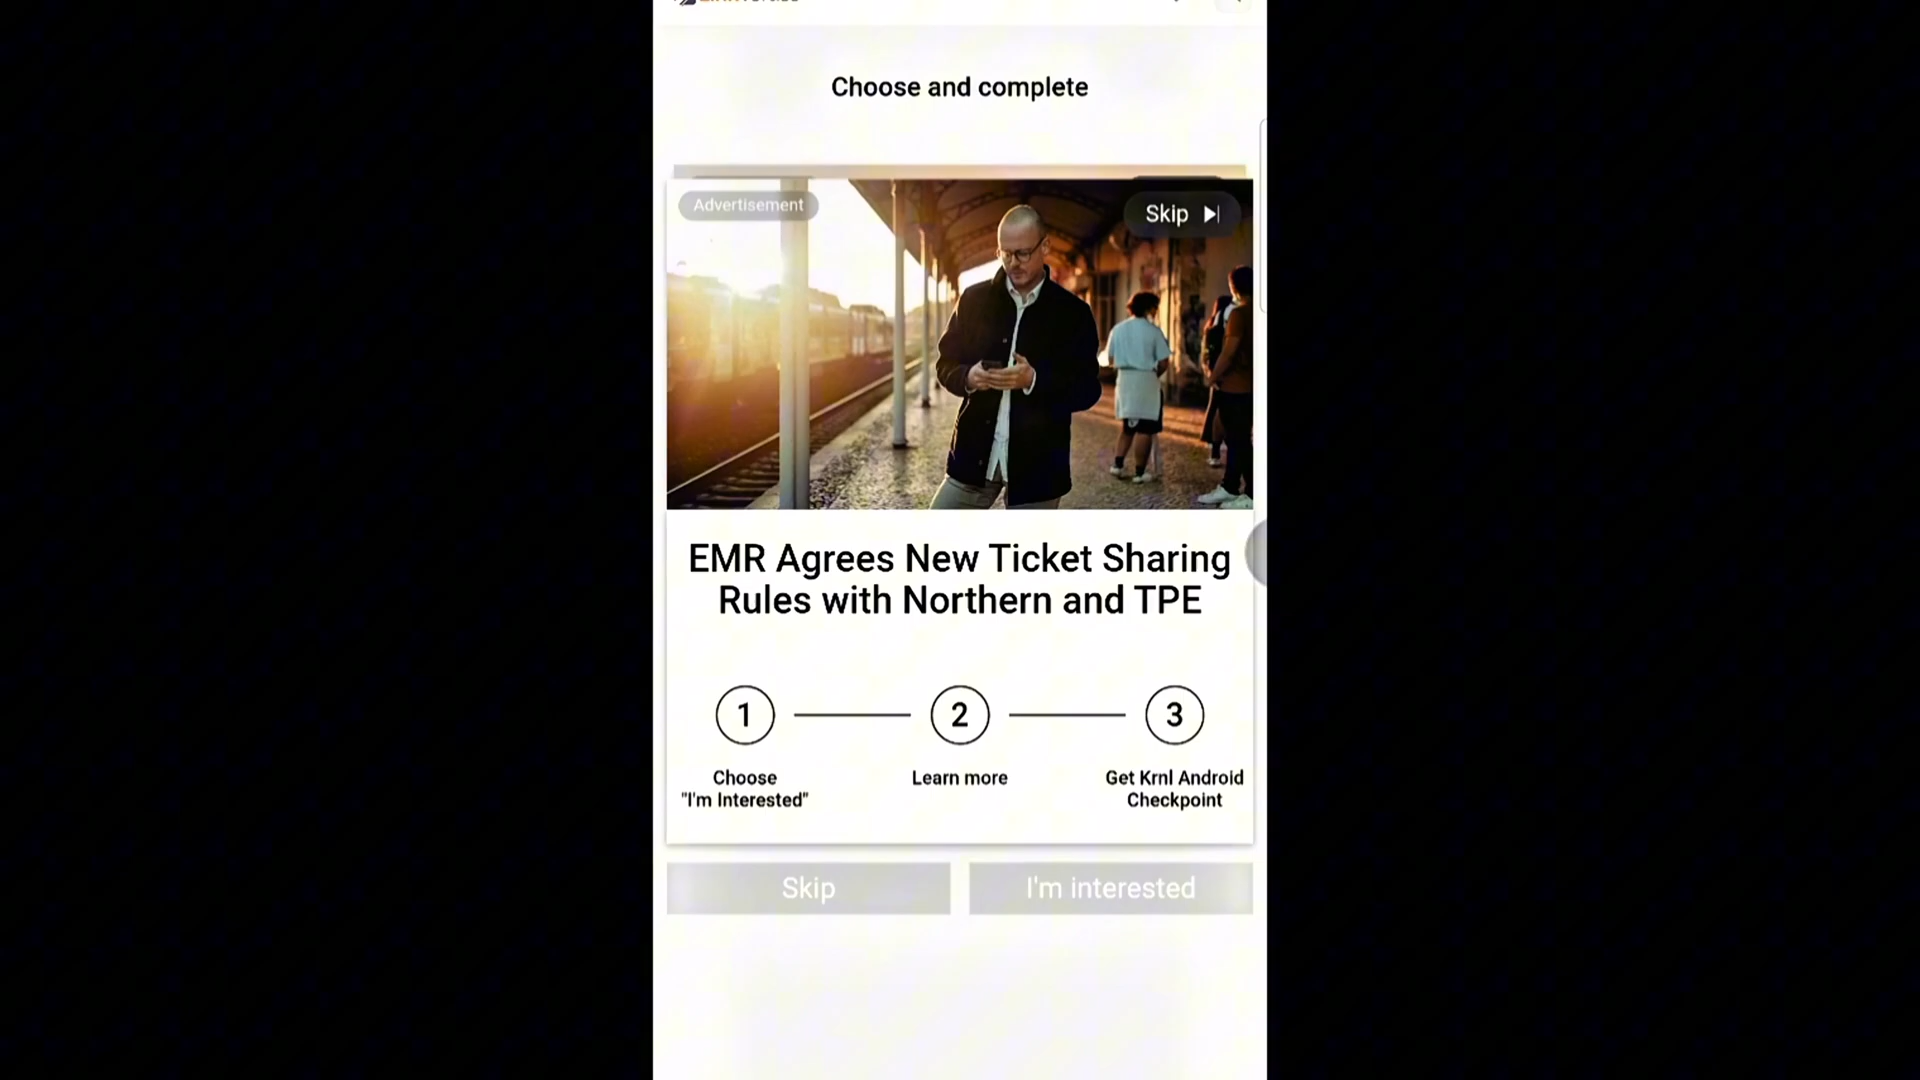 Choose and complete
Advertisement
Skip
EMR Agrees New Ticket Sharing
Rules with Northern and TPE
1
2
3
Choose
"I'm Interested"
Learn more
Get Krnl Android
Checkpoint
Skip
I'm interested